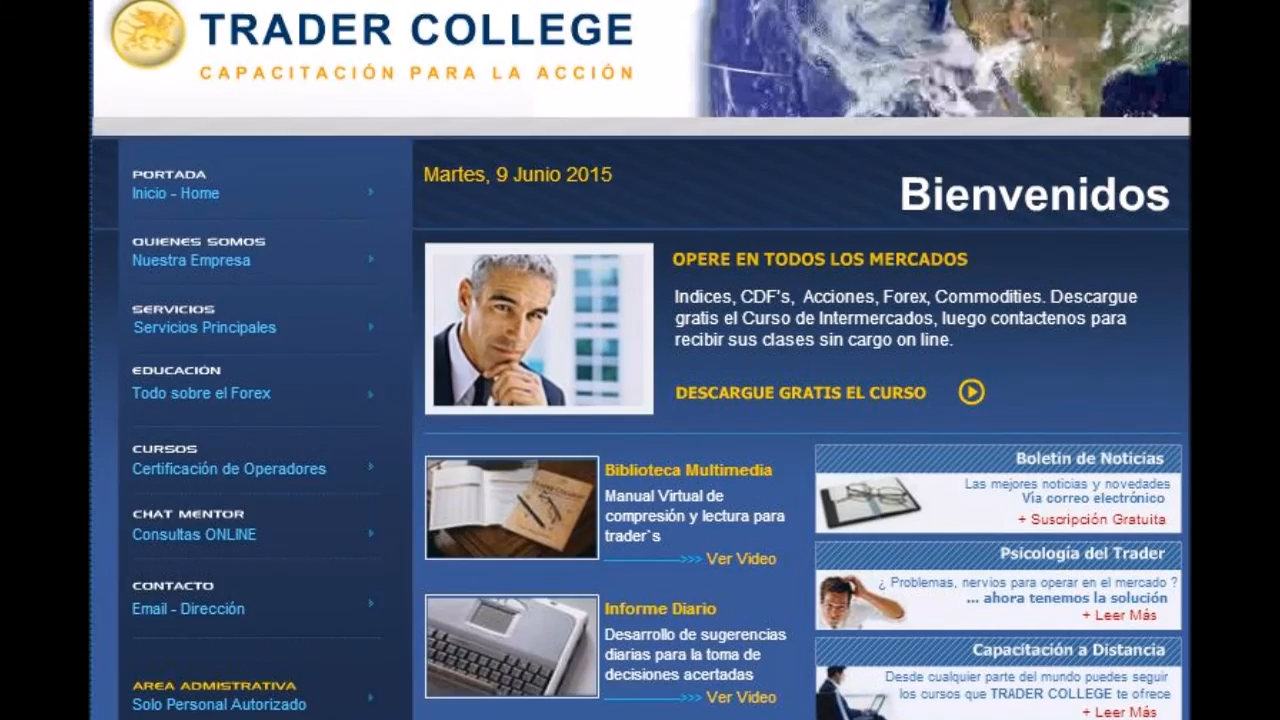 TRADER COLLEGE
CAPACITACIÓN PARA LA ACCIÓN
PORTADA
Inicio - Home
QUIENES SOMOS
Nuestra Empresa
SERVICIOS
Servicios Principales
EDUCACIÓN
Todo sobre el Forex
CURSOS
Certificación de Operadores
CHAT MENTOR
Consultas ONLINE
CONTACTO
Email - Dirección
AREA ADMISTRATIVA
Solo Personal Autorizado
Martes, 9 Junio 2015
Bienvenidos
OPERE EN TODOS LOS MERCADOS
Indices, CDF's, Acciones, Forex, Commodities. Descargue
gratis el Curso de Intermercados, luego contactenos para
recibir sus clases sin cargo on line.
DESCARGUE GRATIS EL CURSO
Biblioteca Multimedia
Manual Virtual de
compresión y lectura para
trader`s
>>> Ver Video
Informe Diario
Desarrollo de sugerencias
diarias para la toma de
decisiones acertadas
>>> Ver Video
Boletin de Noticias
Las mejores noticias y novedades
Vía correo electrónico
+ Suscripción Gratuita
Psicología del Trader
¿ Problemas, nervios para operar en el mercado ?
... ahora tenemos la solución
+ Leer Más
Capacitación a Distancia
Desde cualquier parte del mundo puedes seguir
los cursos que TRADER COLLEGE te ofrece
+ Leer Más